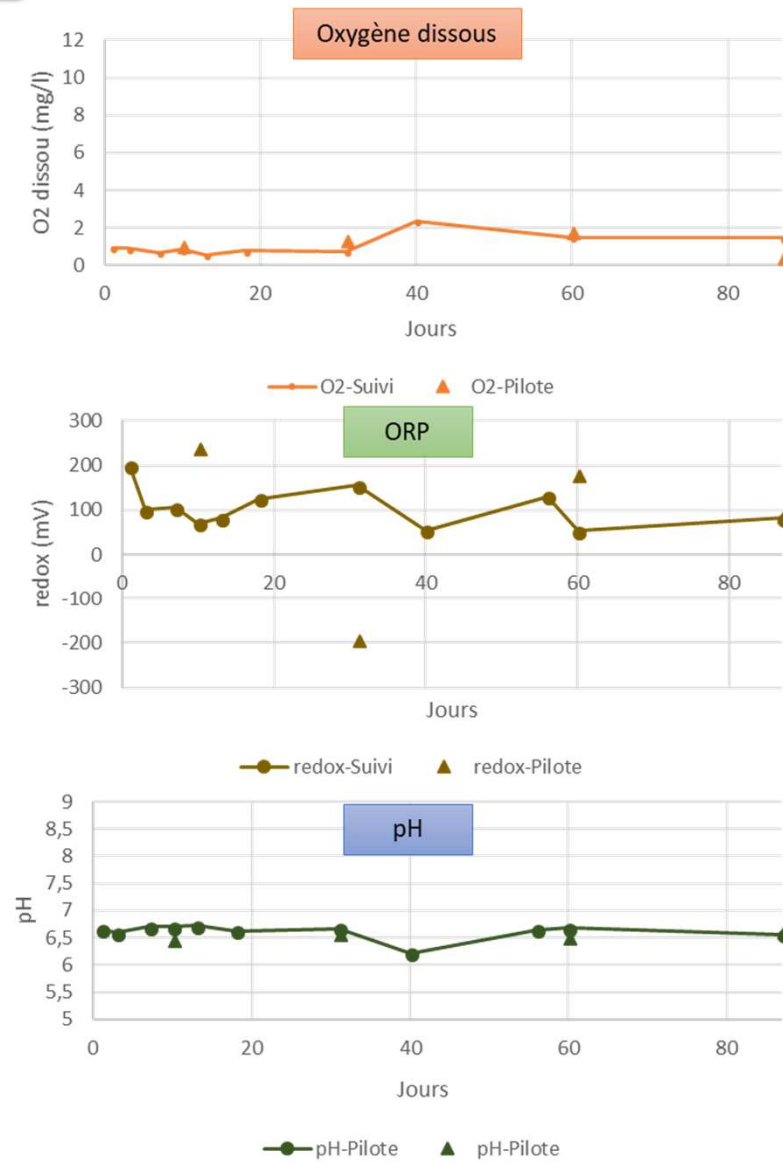 Oxygène dissous
12
10
8
6
4
2
0
O2 dissou (mg/l)
0 20 40 60 80
Jours
O2-Suivi O2-Pilote
ORP
300
200
100
0
-100
-200
-300
redox (mV)
0 20 40 60 80
Jours
redox-Suivi redox-Pilote
pH
9
8,5
8
7,5
7
6,5
6
5,5
5
pH
0 20 40 60 80
Jours
pH-Pilote pH-Pilote